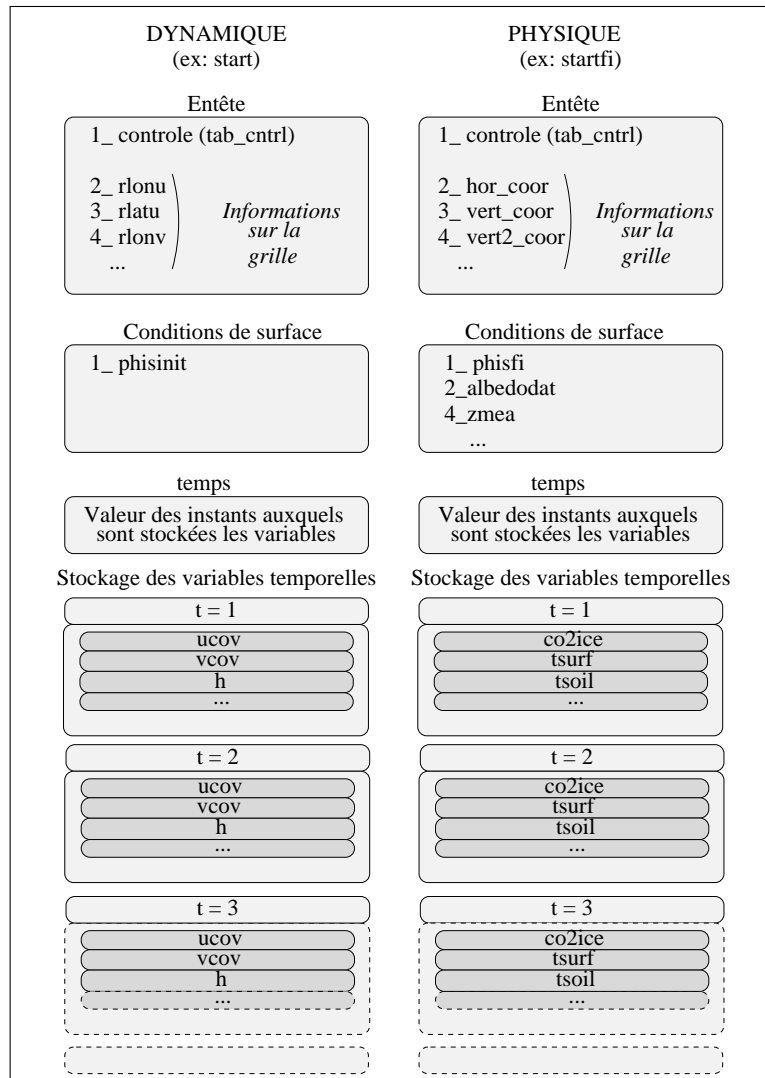 DYNAMIQUE
(ex: start)
Entête
1_ controle (tab_cntrl)
2_ rlonu
3_ rlatu
4_ rlonv
...
Informations
sur la
grille
Conditions de surface
1_ phisinit
temps
Valeur des instants auxquels
sont stockées les variables
Stockage des variables temporelles
t = 1
ucov
vcov
h
...
t = 2
ucov
vcov
h
...
t = 3
ucov
vcov
h
...
PHYSIQUE
(ex: startfi)
Entête
1_ controle (tab_cntrl)
2_ hor_coor
3_ vert_coor
4_ vert2_coor
...
Informations
sur la
grille
Conditions de surface
1_ phisfi
2_albedodat
4_zmea
...
temps
Valeur des instants auxquels
sont stockées les variables
Stockage des variables temporelles
t = 1
co2ice
tsurf
tsoil
...
t = 2
co2ice
tsurf
tsoil
...
t = 3
co2ice
tsurf
tsoil
...